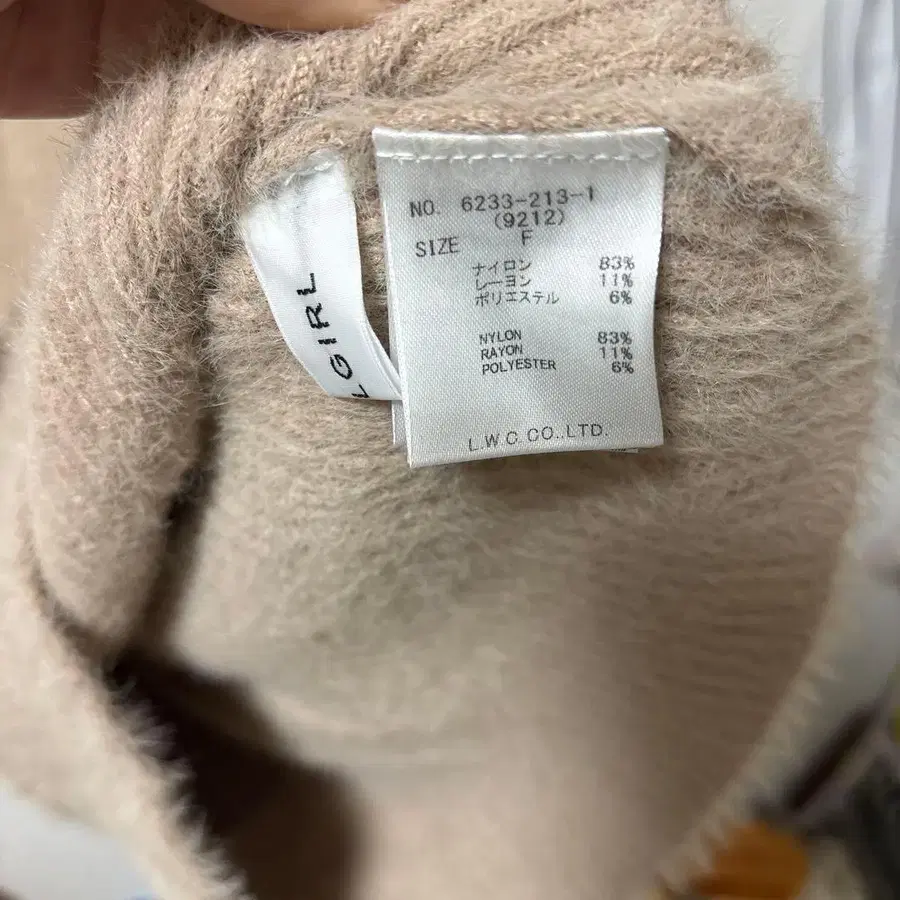 LGIRL
NO. 6233-213-1
(9212)
SIZE F
ナイロン 83%
レーヨン 11%
ポリエステル 6%
NYLON 83%
RAYON 11%
POLYESTER 6%
L.W.C.CO.,LTD.